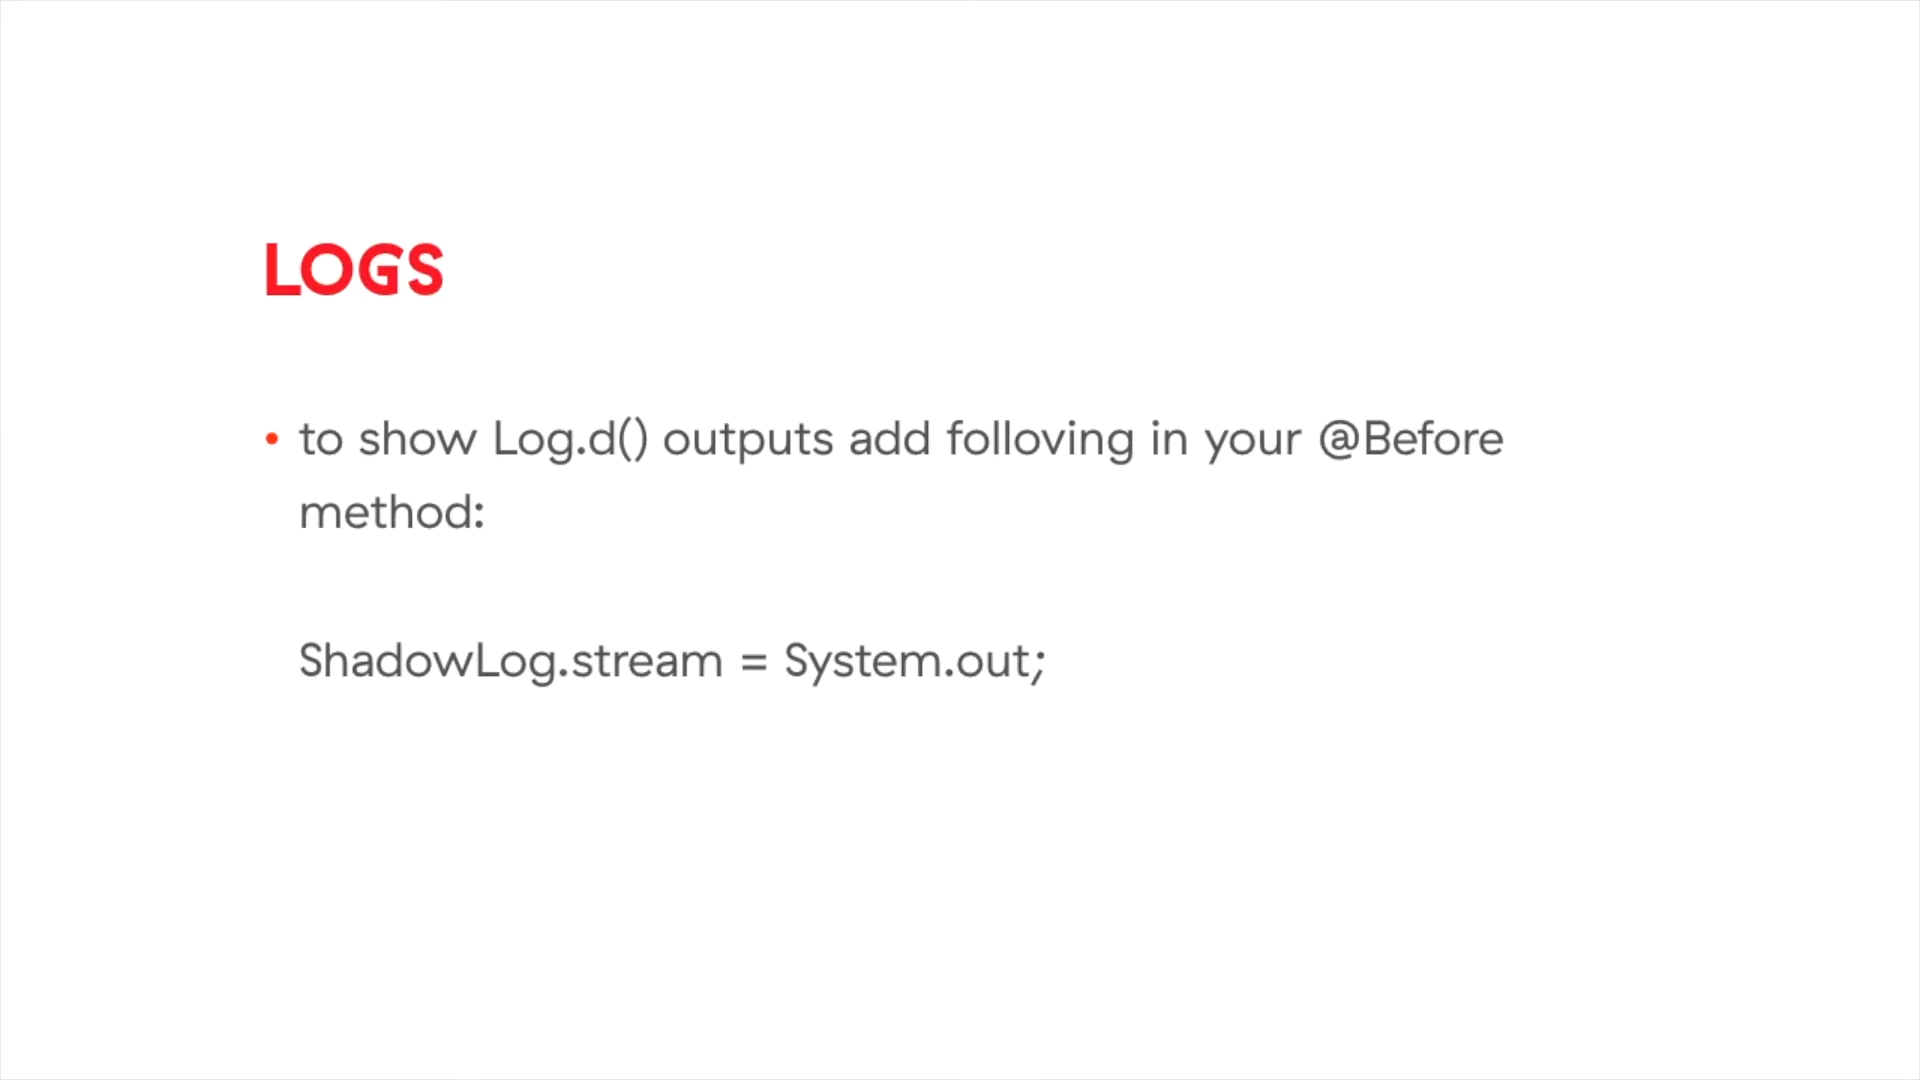 LOGS
• to show Log.d() outputs add folloving in your @Before
method:
ShadowLog.stream = System.out;